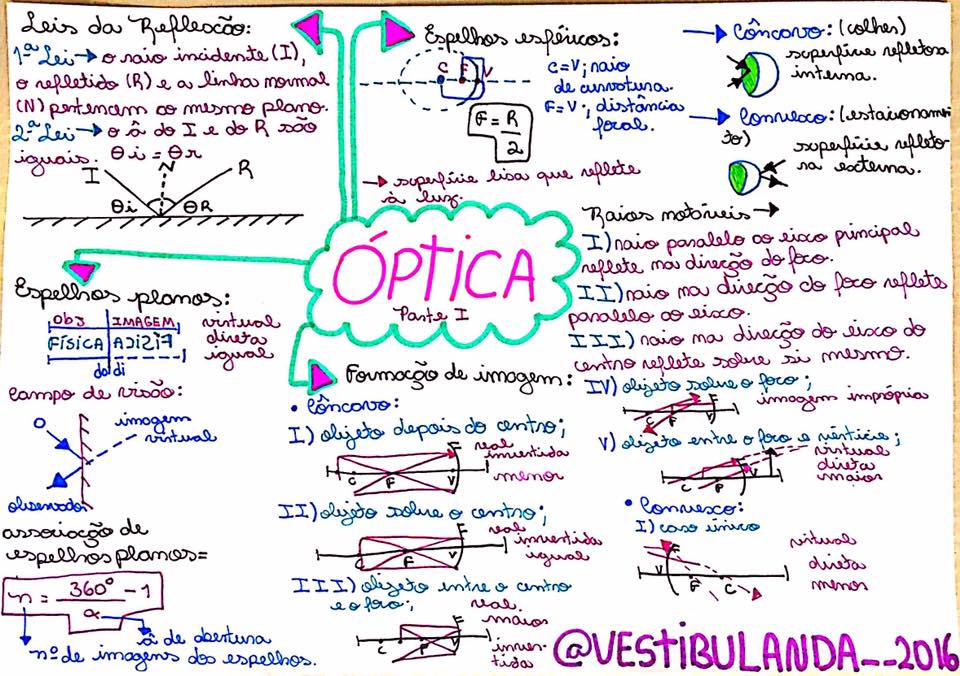 Leis da Reflexão:
1ª Lei → o raio incidente (I),
o refletido (R) e a linha normal
(N) pertencem ao mesmo plano.
2ª Lei → o â do I e do R são
iguais. θi = θr
N
I
R
θi
θR
Espelhos esféricos:
C
F
V
C=V; raio
de curvatura.
F=V; distância
focal.
F = R
2
→ superfície lisa que reflete
a luz.
→ Côncavo: (colher)
superfície refletora
interna.
→ Convexo: (estacionamen
to)
superfície refleto
ra externa.
ÓPTICA
Parte I
Espelhos planos:
OBJ IMAGEM
FÍSICA
virtual
direta
igual
do di
campo de visão:
O
imagem
virtual
observador
associação de
espelhos planos=
n = 360° - 1
α
â de abertura
nº de imagens dos espelhos.
Raios notáveis →
I) raio paralelo ao eixo principal
reflete na direção do foco.
II) raio na direção do foco reflete
paralelo ao eixo.
III) raio na direção do eixo do
centro reflete sobre si mesmo.
Formação de imagem:
• Côncavo:
I) objeto depois do centro;
real
invertida
menor
C F V
II) objeto sobre o centro;
real
invertida
igual
C F V
III) objeto entre o centro
e o foco;
real.
maior
inver-
tida
C F V
IV) objeto sobre o foco;
imagem imprópria
C F V
V) objeto entre o foco e vértice;
virtual
direta
maior
C F V
• Convexo:
I) caso único
virtual
direta
menor
V F C
@VESTIBULANDA__2016